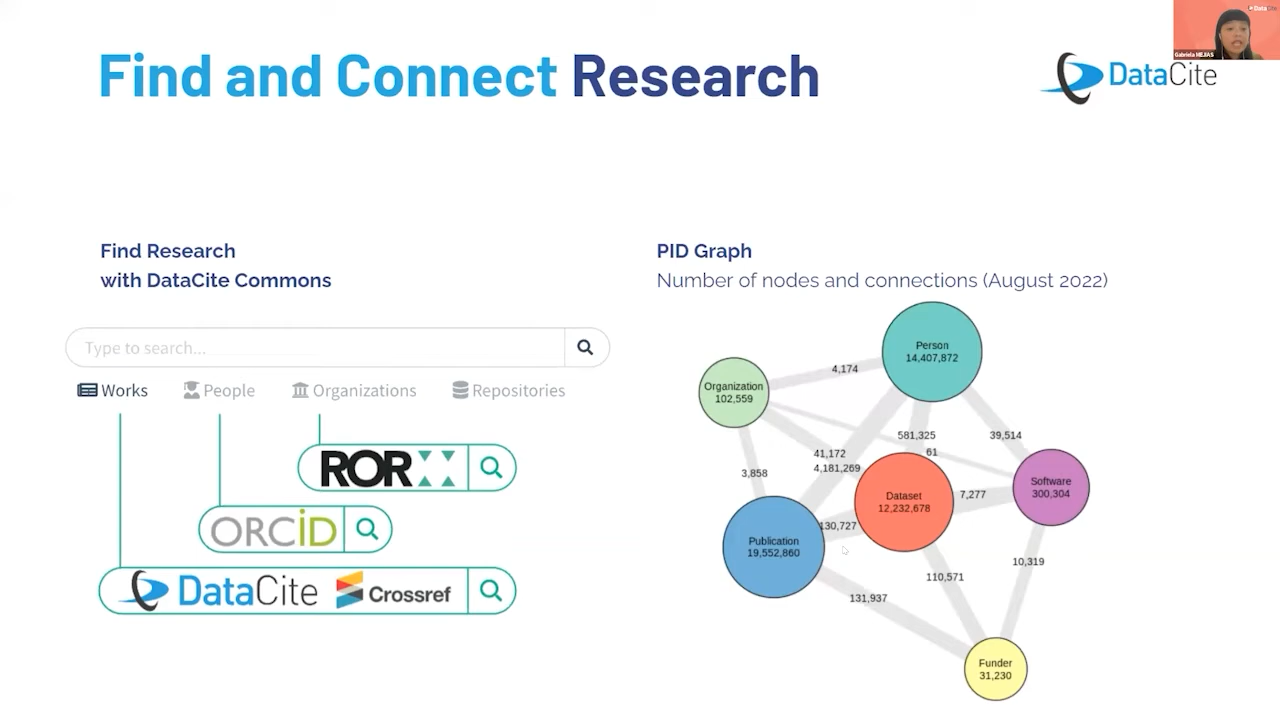 Find and Connect Research
DataCite
DataCite
Gabriela MEJIAS
Find Research
with DataCite Commons
Type to search...
Works
People
Organizations
Repositories
ROR
ORCID
DataCite
Crossref
PID Graph
Number of nodes and connections (August 2022)
Person
14,407,872
4,174
Organization
102,559
581,325
39,514
61
41,172
4,181,269
3,858
Software
300,304
Dataset
12,232,678
7,277
130,727
Publication
19,552,860
10,319
110,571
131,937
Funder
31,230